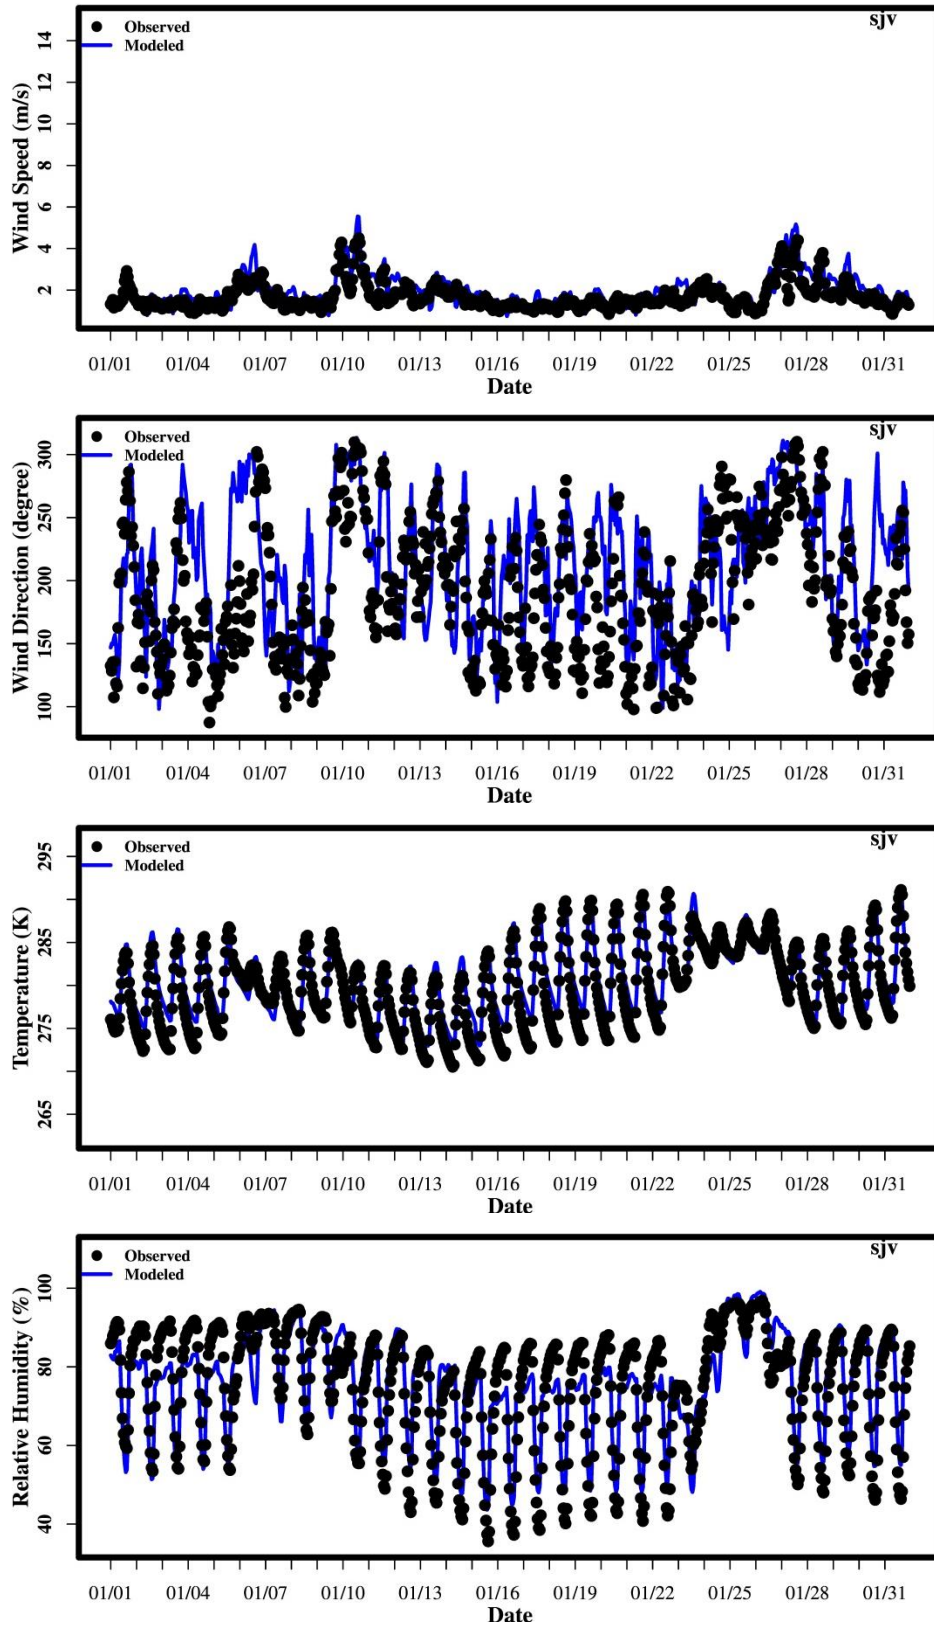 sjv
Observed
Modeled
Wind Speed (m/s)
14
12
10
8
6
4
2
01/01 01/04 01/07 01/10 01/13 01/16 01/19 01/22 01/25 01/28 01/31
Date
sjv
Observed
Modeled
Wind Direction (degree)
300
250
200
150
100
01/01 01/04 01/07 01/10 01/13 01/16 01/19 01/22 01/25 01/28 01/31
Date
sjv
Observed
Modeled
Temperature (K)
295
285
275
265
01/01 01/04 01/07 01/10 01/13 01/16 01/19 01/22 01/25 01/28 01/31
Date
sjv
Observed
Modeled
Relative Humidity (%)
100
80
60
40
01/01 01/04 01/07 01/10 01/13 01/16 01/19 01/22 01/25 01/28 01/31
Date